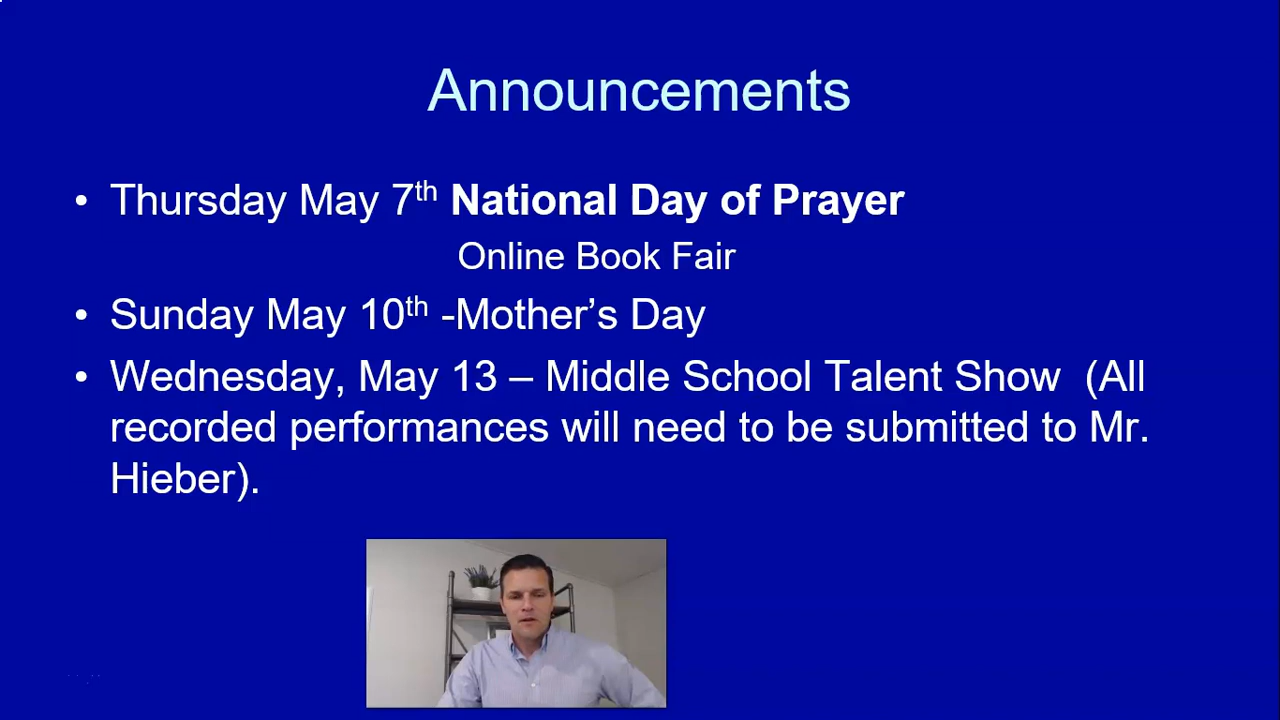 Announcements
• Thursday May 7th National Day of Prayer
Online Book Fair
• Sunday May 10th -Mother’s Day
• Wednesday, May 13 – Middle School Talent Show (All
recorded performances will need to be submitted to Mr.
Hieber).